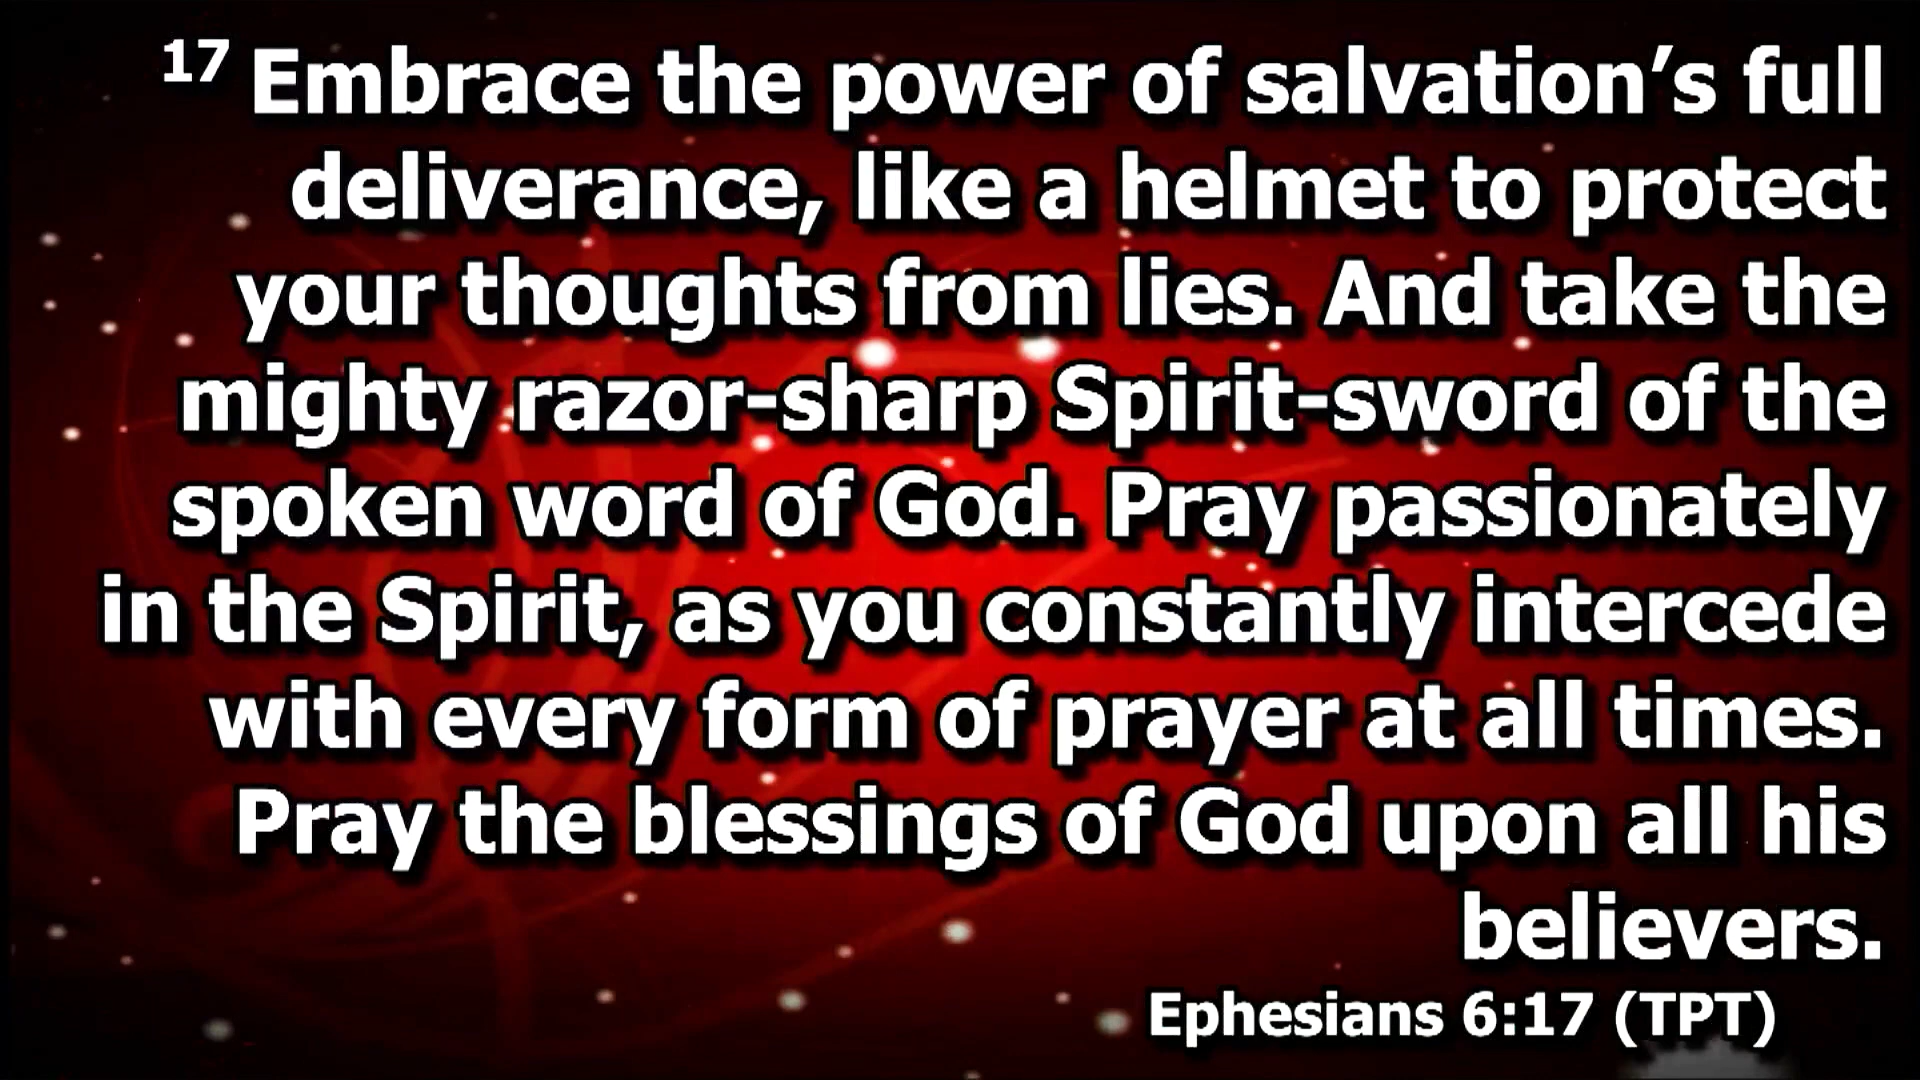 17 Embrace the power of salvation’s full
deliverance, like a helmet to protect
your thoughts from lies. And take the
mighty razor-sharp Spirit-sword of the
spoken word of God. Pray passionately
in the Spirit, as you constantly intercede
with every form of prayer at all times.
Pray the blessings of God upon all his
believers.
Ephesians 6:17 (TPT)